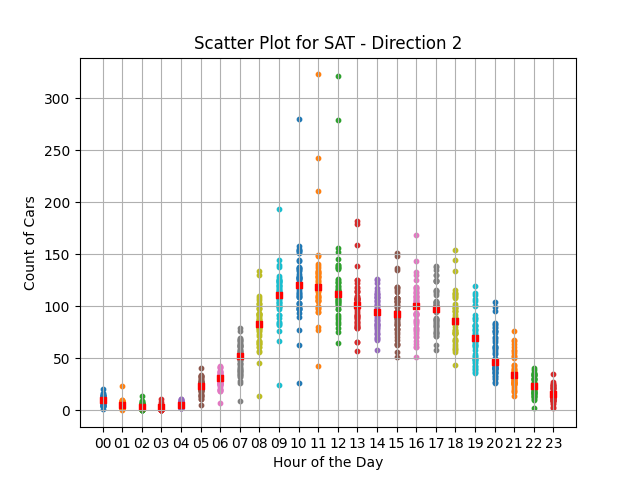 Scatter Plot for SAT - Direction 2
Count of Cars
300
250
200
150
100
50
0
00 01 02 03 04 05 06 07 08 09 10 11 12 13 14 15 16 17 18 19 20 21 22 23
Hour of the Day